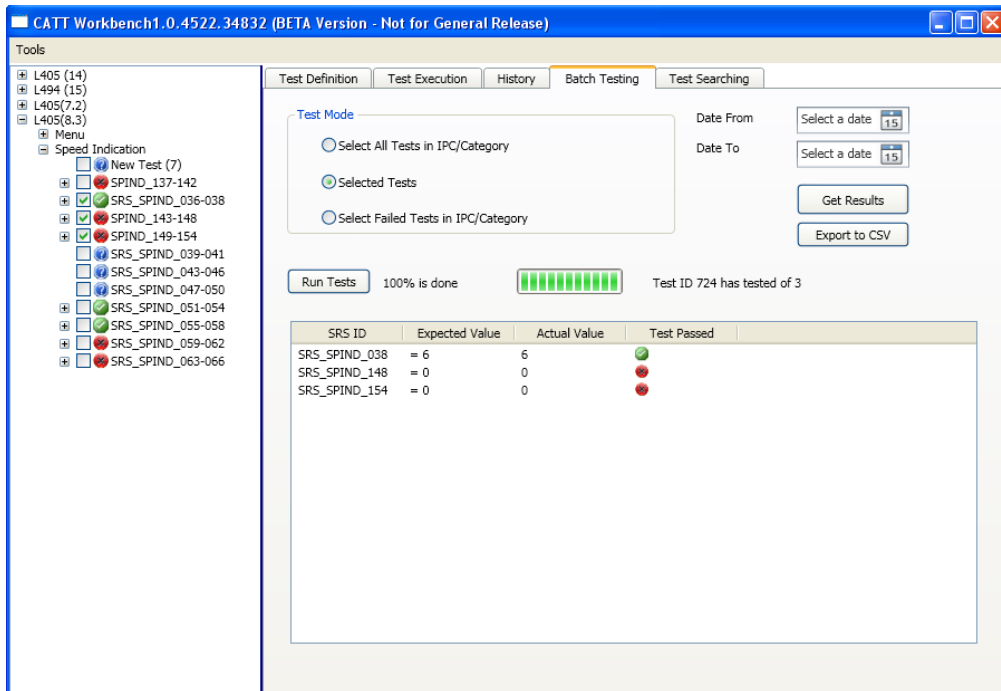 CATT Workbench1.0.4522.34832 (BETA Version - Not for General Release)
Tools
L405 (14)
L494 (15)
L405(7.2)
L405(8.3)
Menu
Speed Indication
New Test (7)
SPIND_137-142
SRS_SPIND_036-038
SPIND_143-148
SPIND_149-154
SRS_SPIND_039-041
SRS_SPIND_043-046
SRS_SPIND_047-050
SRS_SPIND_051-054
SRS_SPIND_055-058
SRS_SPIND_059-062
SRS_SPIND_063-066
Test Definition Test Execution History Batch Testing Test Searching
Test Mode
Select All Tests in IPC/Category
Selected Tests
Select Failed Tests in IPC/Category
Date From Select a date 15
Date To Select a date 15
Get Results
Export to CSV
Run Tests 100% is done Test ID 724 has tested of 3
SRS ID Expected Value Actual Value Test Passed
SRS_SPIND_038 = 6 6
SRS_SPIND_148 = 0 0
SRS_SPIND_154 = 0 0